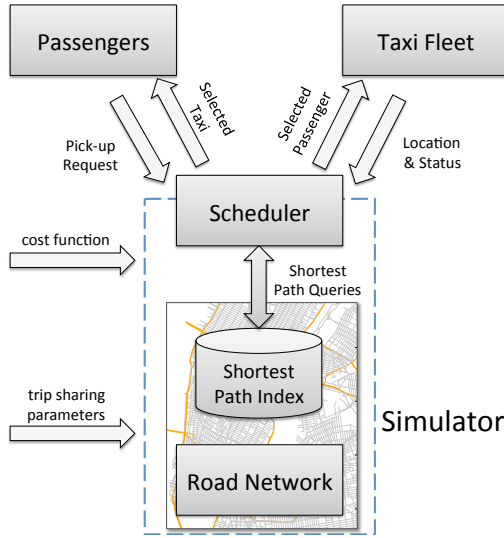 Passengers
Taxi Fleet
Selected
Taxi
Selected
Passenger
Pick-up
Request
Location
& Status
Scheduler
cost function
Shortest
Path Queries
Shortest
Path Index
trip sharing
parameters
Simulator
Road Network